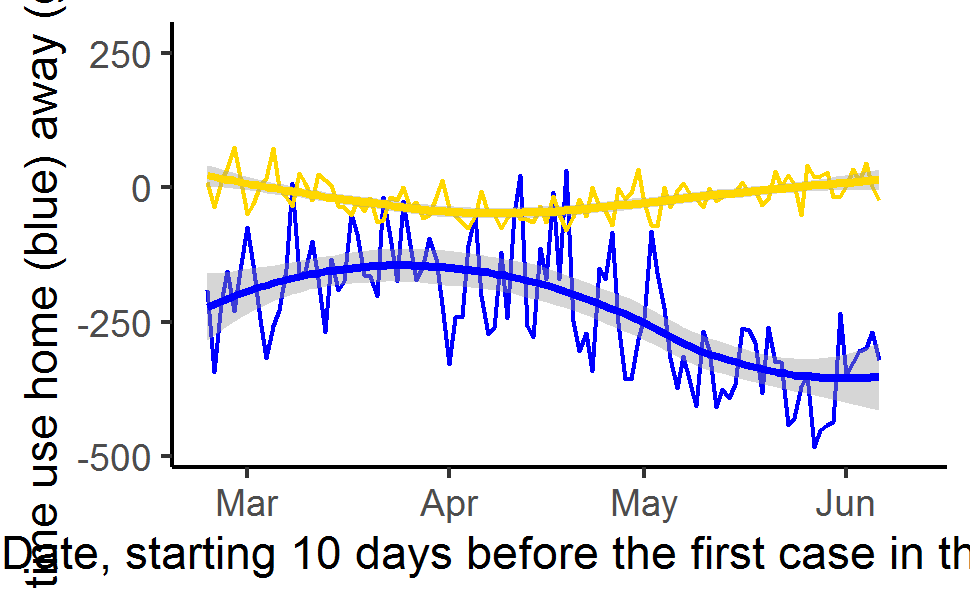 time use home (blue) away (
250
0
-250
-500
Mar Apr May Jun
Date, starting 10 days before the first case in th